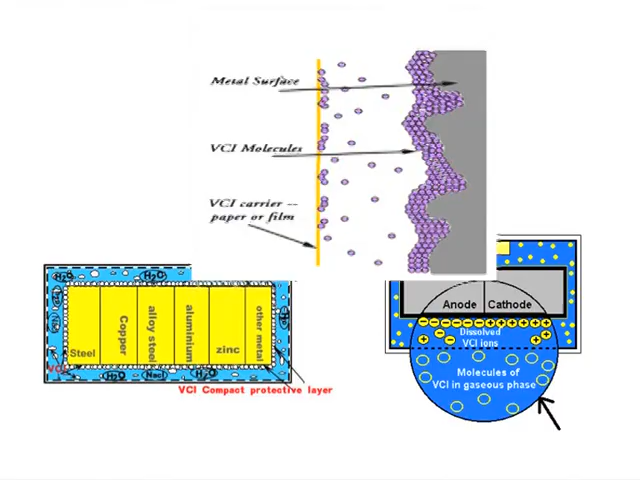 Metal Surface
VCI Molecules
VCI carrier --
paper or film
H₂O
H₂O
Steel
Copper
alloy steel
aluminium
zinc
other metal
H₂O
Nacl
H₂O
VCI Compact protective layer
Anode
Cathode
Dissolved
VCI Ions
Molecules of
VCI in gaseous phase